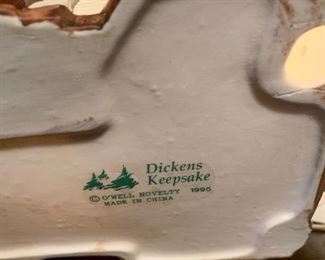 Dickens
Keepsake
© O'WELL NOVELTY 1995
MADE IN CHINA